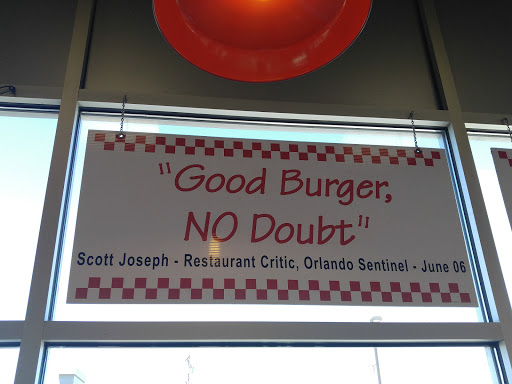 "Good Burger,
NO Doubt"
Scott Joseph - Restaurant Critic, Orlando Sentinel - June 06